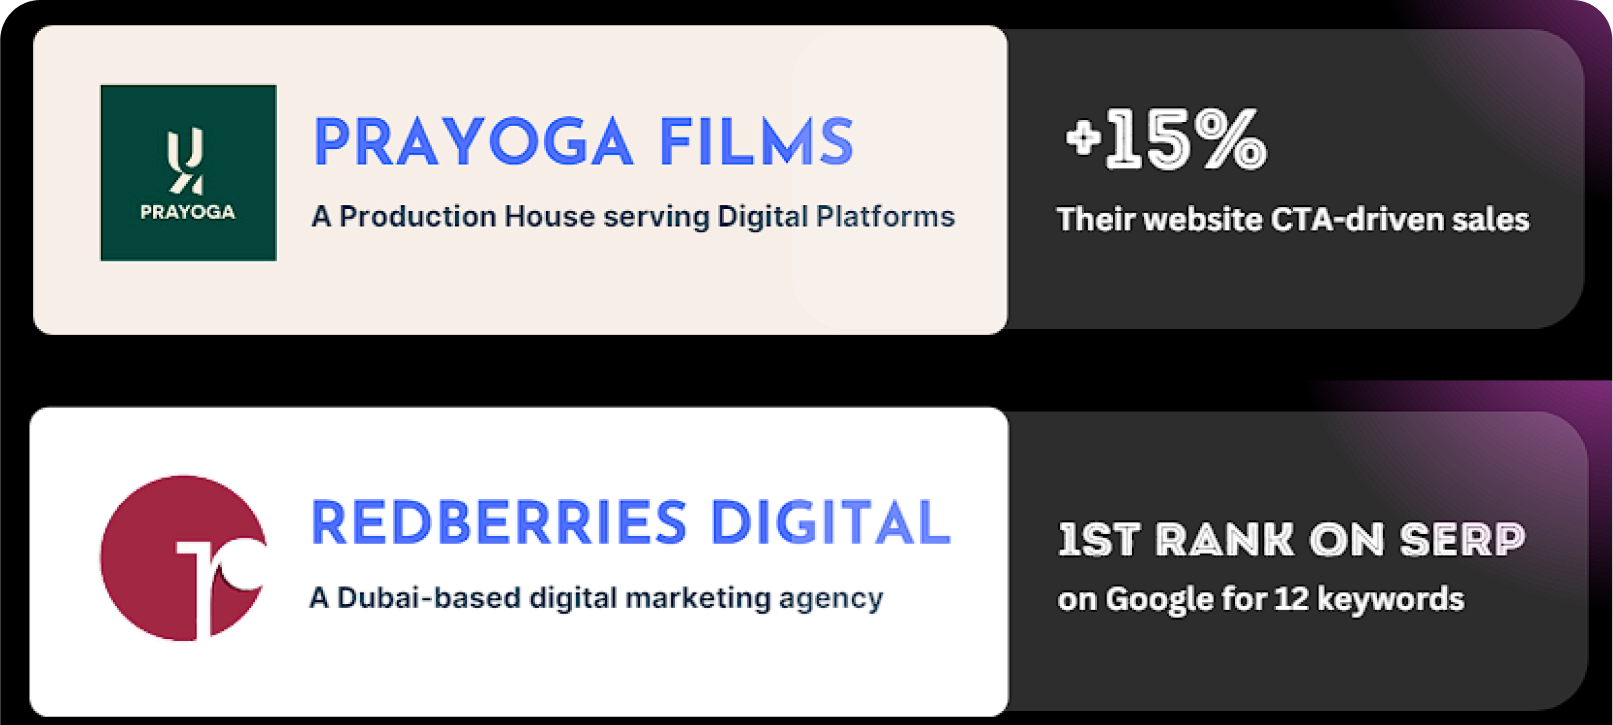 PRAYOGA
PRAYOGA FILMS
A Production House serving Digital Platforms
+15%
Their website CTA-driven sales
r
REDBERRIES DIGITAL
A Dubai-based digital marketing agency
1ST RANK ON SERP
on Google for 12 keywords